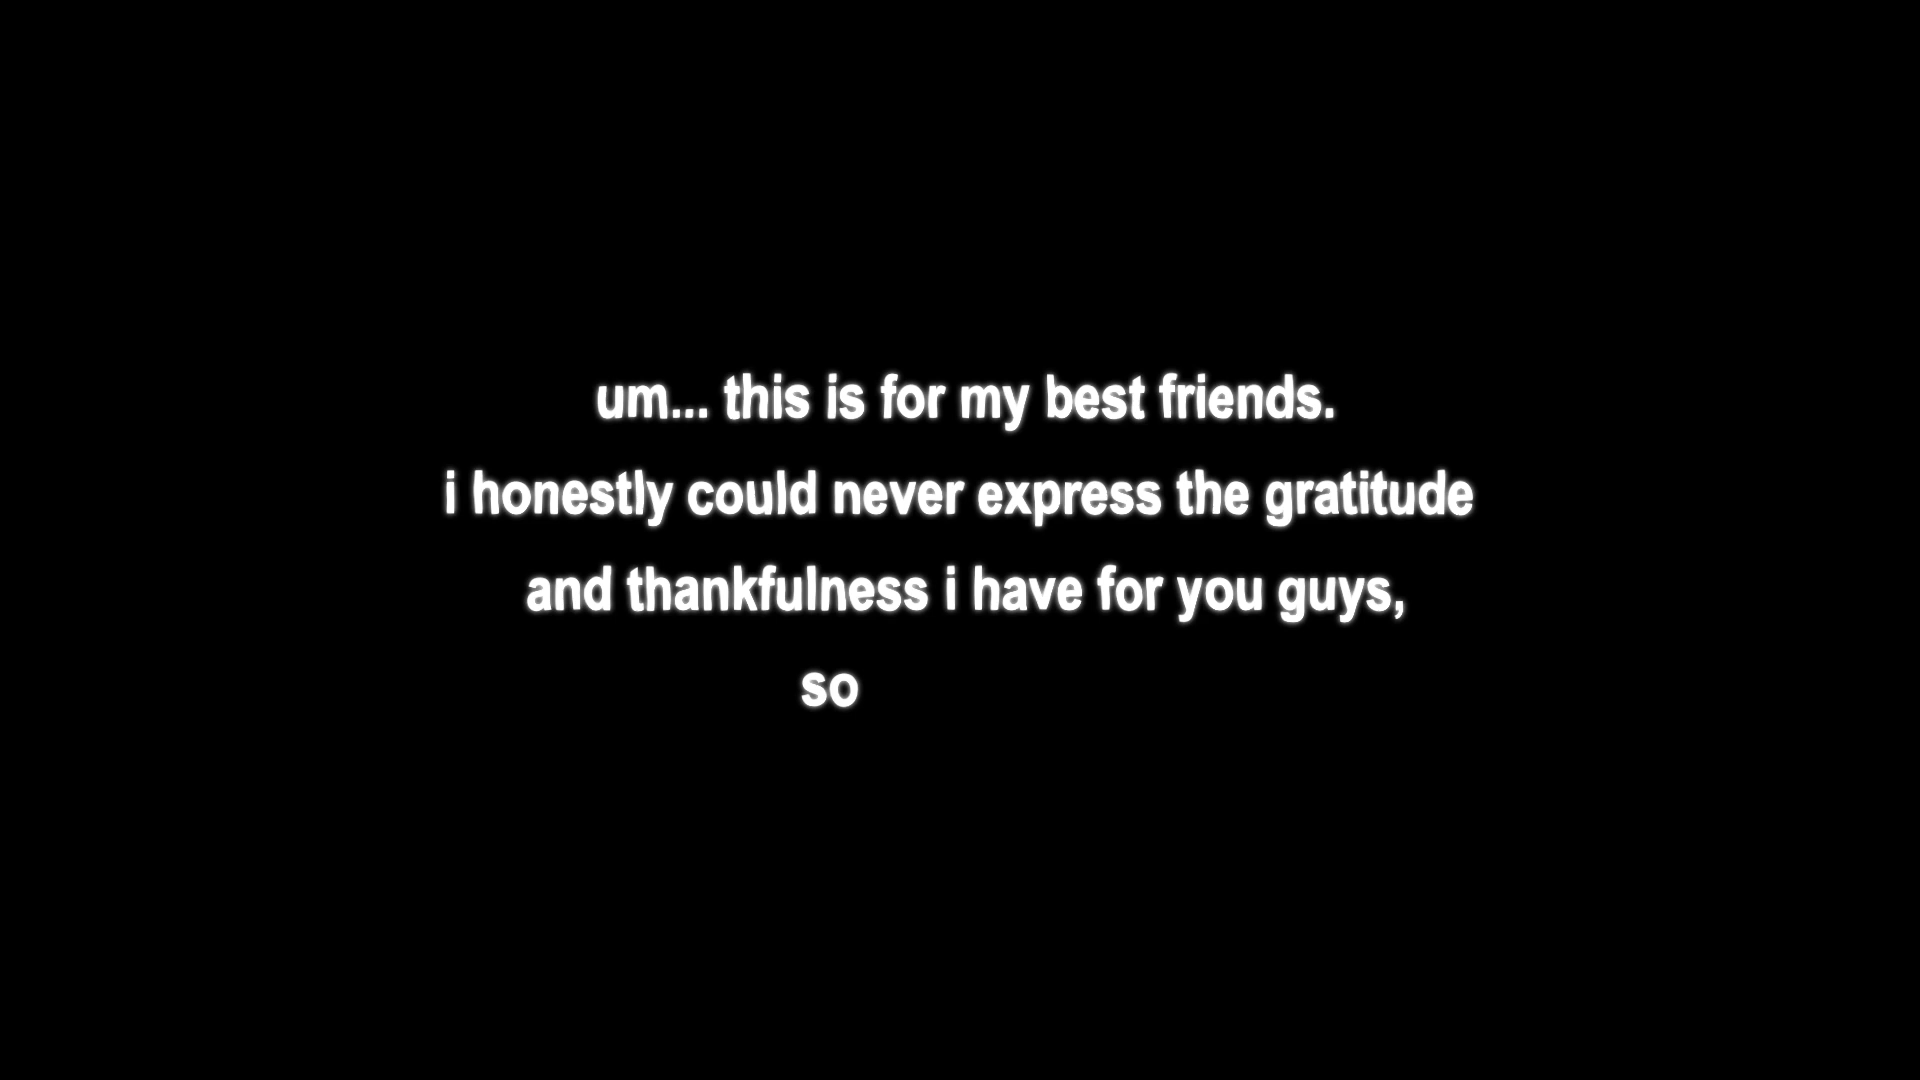 um... this is for my best friends.
i honestly could never express the gratitude
and thankfulness i have for you guys,
so